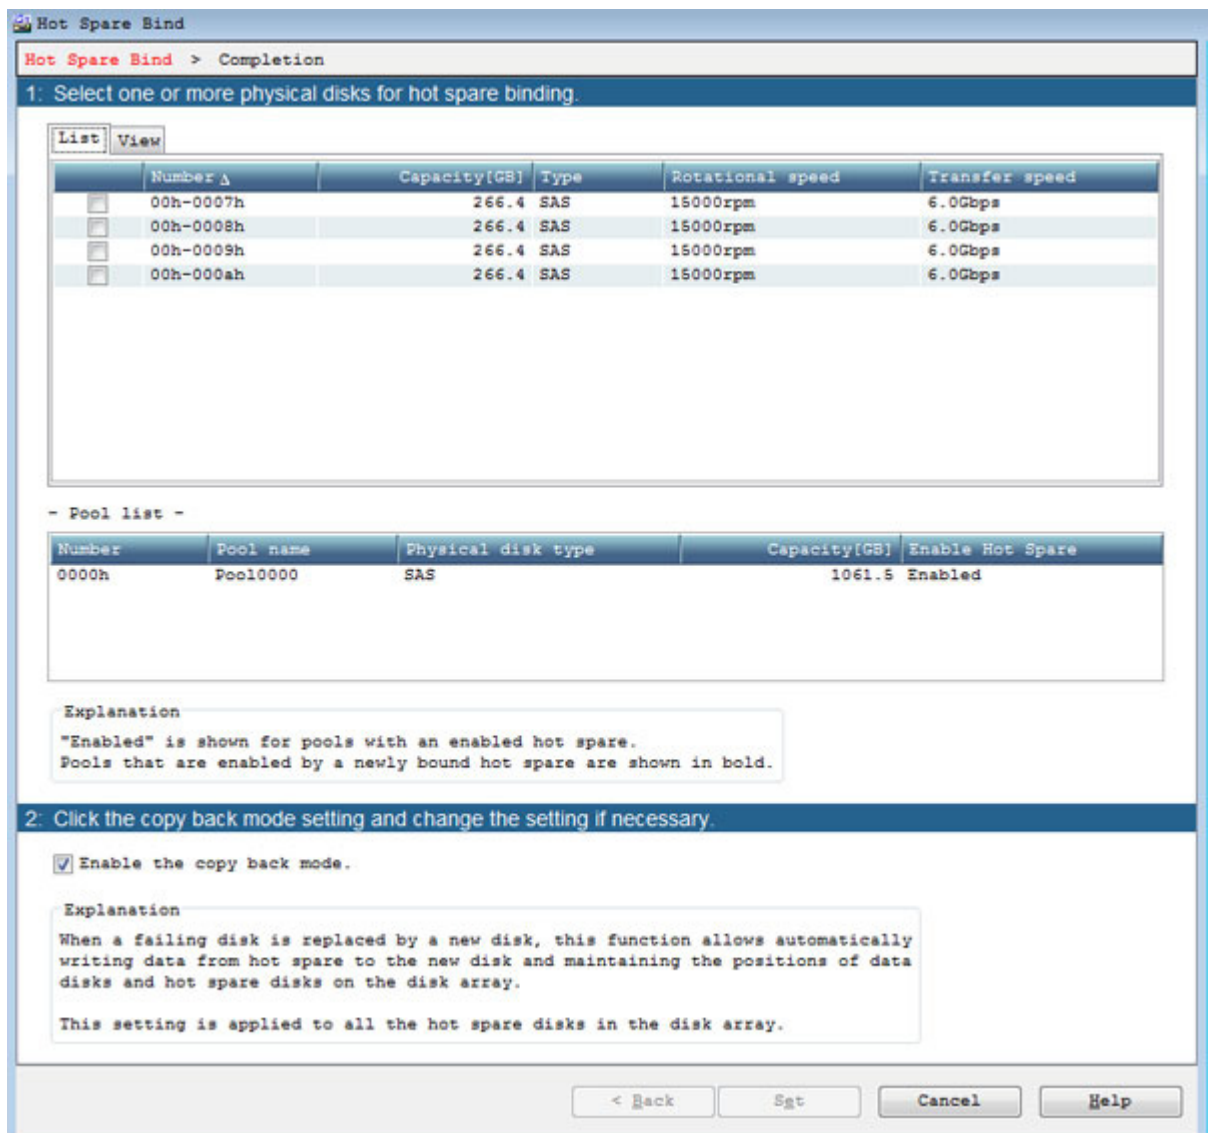 Hot Spare Bind
Hot Spare Bind > Completion
1: Select one or more physical disks for hot spare binding.
List View
Number △ Capacity[GB] Type Rotational speed Transfer speed
00h-0007h 266.4 SAS 15000rpm 6.0Gbps
00h-0008h 266.4 SAS 15000rpm 6.0Gbps
00h-0009h 266.4 SAS 15000rpm 6.0Gbps
00h-000ah 266.4 SAS 15000rpm 6.0Gbps
- Pool list -
Number Pool name Physical disk type Capacity[GB] Enable Hot Spare
0000h Pool0000 SAS 1061.5 Enabled
Explanation
"Enabled" is shown for pools with an enabled hot spare.
Pools that are enabled by a newly bound hot spare are shown in bold.
2: Click the copy back mode setting and change the setting if necessary.
Enable the copy back mode.
Explanation
When a failing disk is replaced by a new disk, this function allows automatically
writing data from hot spare to the new disk and maintaining the positions of data
disks and hot spare disks on the disk array.
This setting is applied to all the hot spare disks in the disk array.
< Back Set Cancel Help